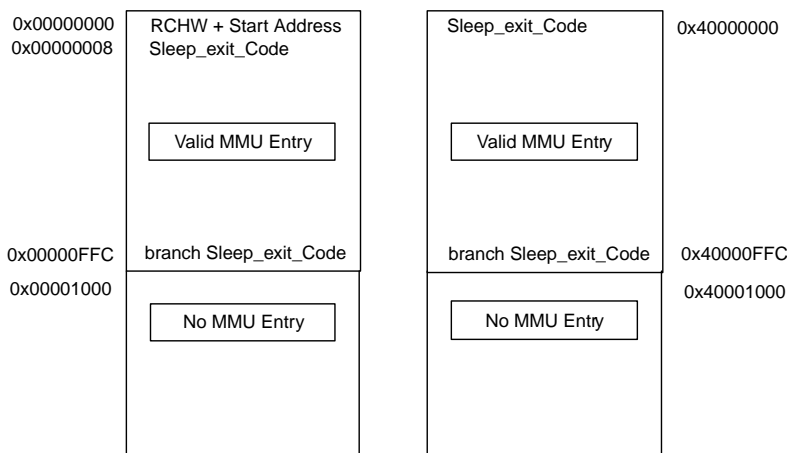 0x00000000 RCHW + Start Address Sleep_exit_Code 0x40000000
0x00000008 Sleep_exit_Code
Valid MMU Entry Valid MMU Entry
0x00000FFC branch Sleep_exit_Code branch Sleep_exit_Code 0x40000FFC
0x00001000 0x40001000
No MMU Entry No MMU Entry